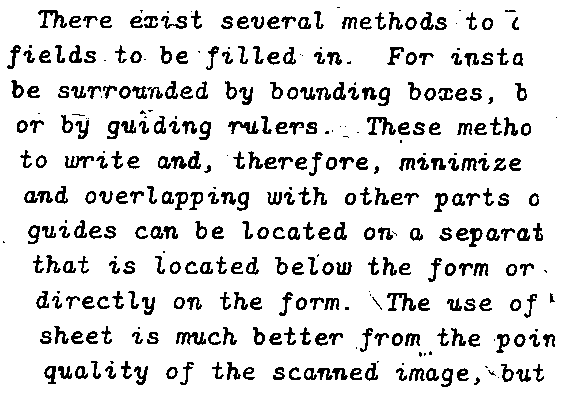 There exist several methods to
fields to be filled in. For insta
be surrounded by bounding boxes, b
or by guiding rulers. These metho
to write and, therefore, minimize
and overlapping with other parts o
guides can be located on a separat
that is located below the form or
directly on the form. The use of
sheet is much better from the poin
quality of the scanned image, but